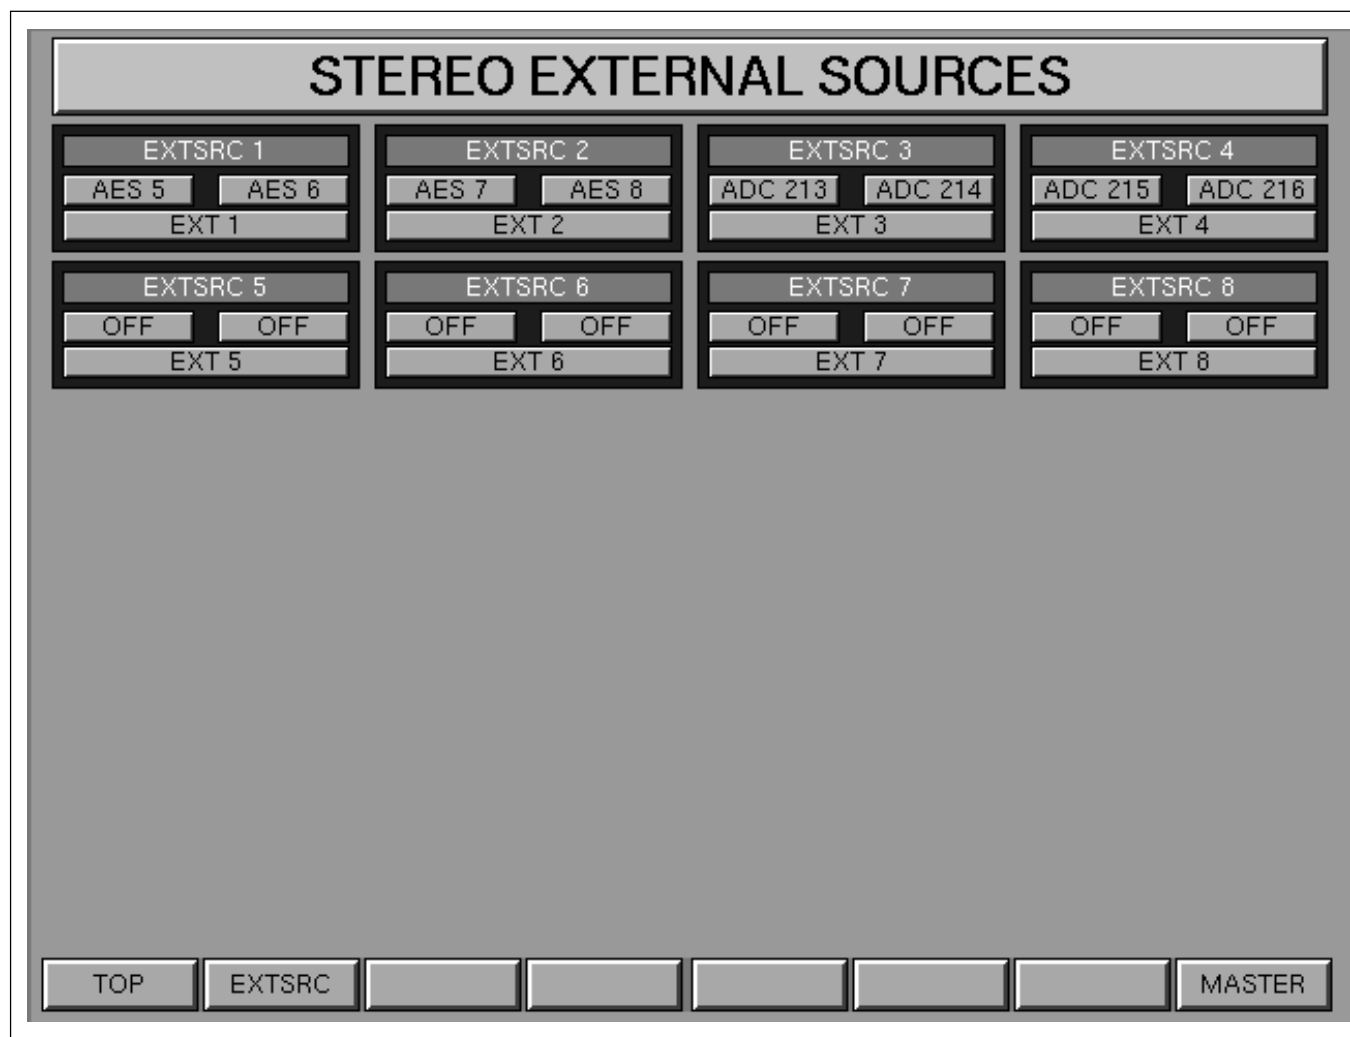 STEREO EXTERNAL SOURCES
EXTSRC 1 EXTSRC 2 EXTSRC 3 EXTSRC 4
AES 5 AES 6 AES 7 AES 8 ADC 213 ADC 214 ADC 215 ADC 216
EXT 1 EXT 2 EXT 3 EXT 4
EXTSRC 5 EXTSRC 6 EXTSRC 7 EXTSRC 8
OFF OFF OFF OFF OFF OFF OFF OFF
EXT 5 EXT 6 EXT 7 EXT 8
TOP EXTSRC MASTER